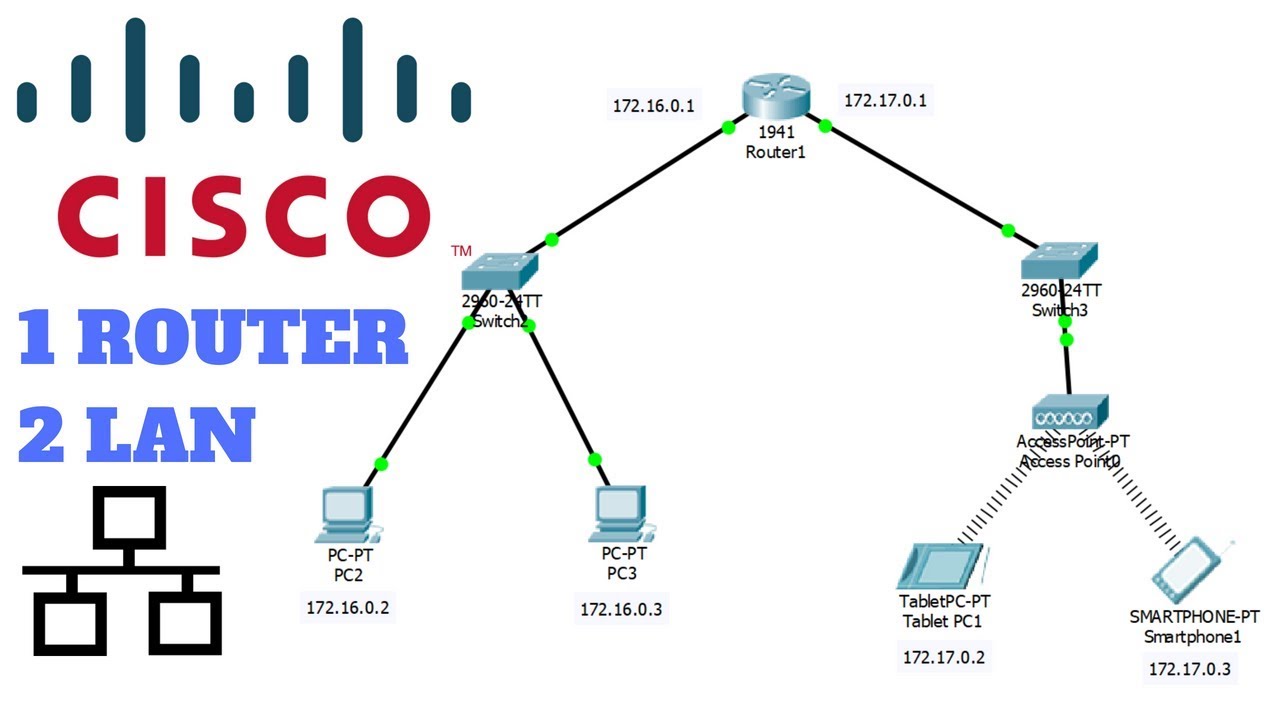 CISCO
TM
1 ROUTER
2 LAN
172.16.0.1
172.17.0.1
1941
Router1
2960-24TT
Switch2
2960-24TT
Switch3
AccessPoint-PT
Access Point0
PC-PT
PC2
172.16.0.2
PC-PT
PC3
172.16.0.3
TabletPC-PT
Tablet PC1
172.17.0.2
SMARTPHONE-PT
Smartphone1
172.17.0.3